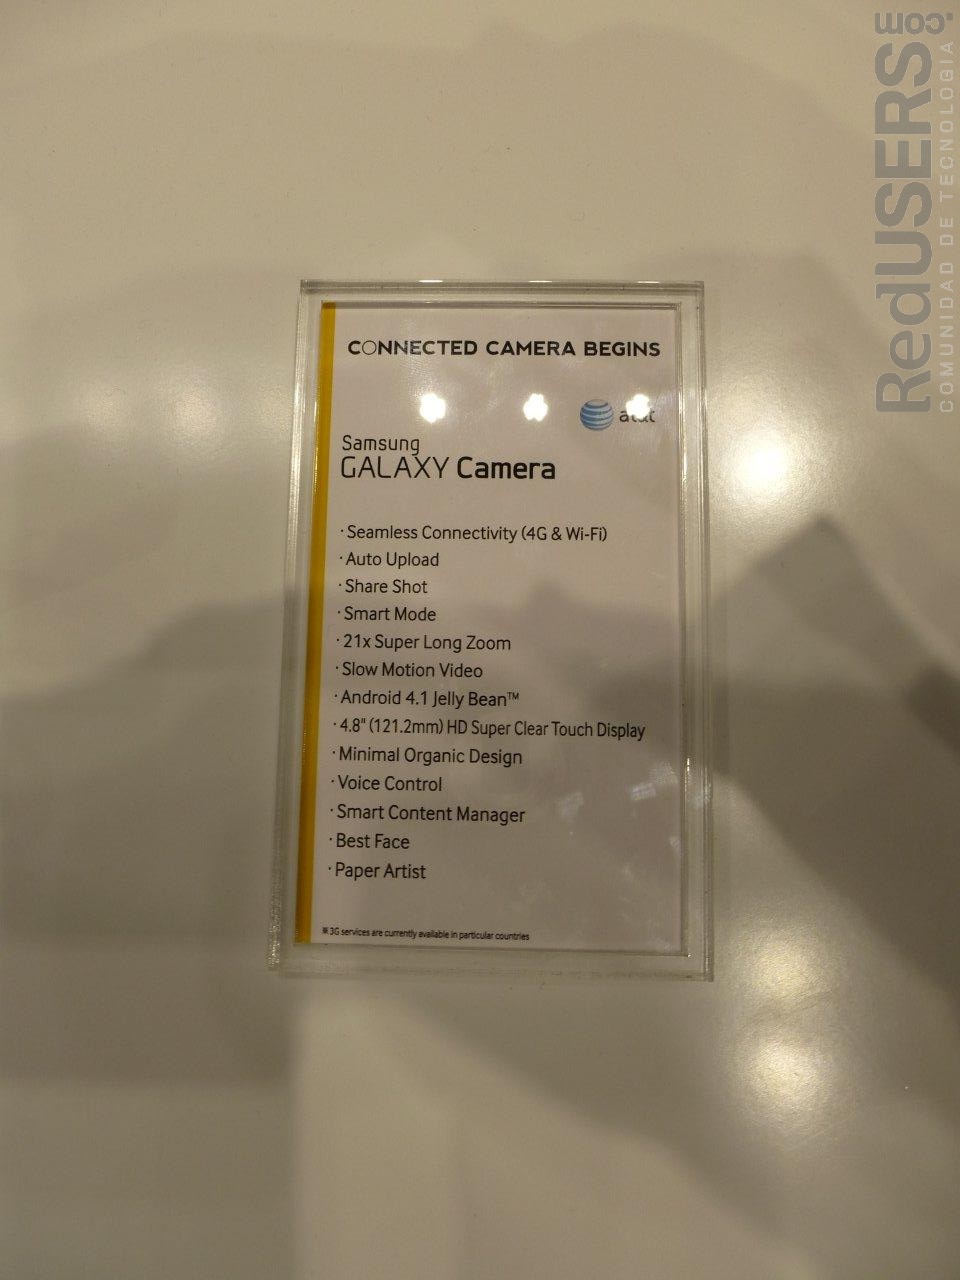 CONNECTED CAMERA BEGINS
at&t
Samsung
GALAXY Camera
· Seamless Connectivity (4G & Wi-Fi)
· Auto Upload
· Share Shot
· Smart Mode
· 21x Super Long Zoom
· Slow Motion Video
· Android 4.1 Jelly Bean™
· 4.8" (121.2mm) HD Super Clear Touch Display
· Minimal Organic Design
· Voice Control
· Smart Content Manager
· Best Face
· Paper Artist
※ 3G services are currently available in particular countries
RedUSERS.com
COMUNIDAD DE TECNOLOGIA